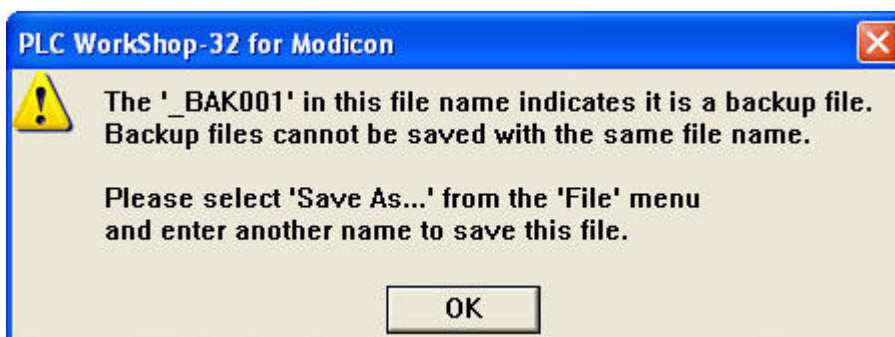 PLC WorkShop-32 for Modicon
The '_BAK001' in this file name indicates it is a backup file.
Backup files cannot be saved with the same file name.
Please select 'Save As...' from the 'File' menu
and enter another name to save this file.
OK